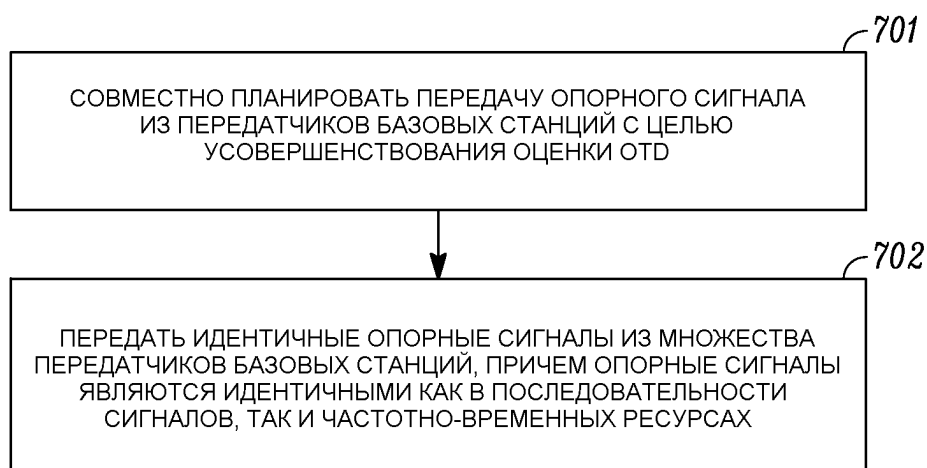 701
СОВМЕСТНО ПЛАНИРОВАТЬ ПЕРЕДАЧУ ОПОРНОГО СИГНАЛА
ИЗ ПЕРЕДАТЧИКОВ БАЗОВЫХ СТАНЦИЙ С ЦЕЛЬЮ
УСОВЕРШЕНСТВОВАНИЯ ОЦЕНКИ OTD
702
ПЕРЕДАТЬ ИДЕНТИЧНЫЕ ОПОРНЫЕ СИГНАЛЫ ИЗ МНОЖЕСТВА
ПЕРЕДАТЧИКОВ БАЗОВЫХ СТАНЦИЙ, ПРИЧЕМ ОПОРНЫЕ СИГНАЛЫ
ЯВЛЯЮТСЯ ИДЕНТИЧНЫМИ КАК В ПОСЛЕДОВАТЕЛЬНОСТИ
СИГНАЛОВ, ТАК И ЧАСТОТНО-ВРЕМЕННЫХ РЕСУРСАХ